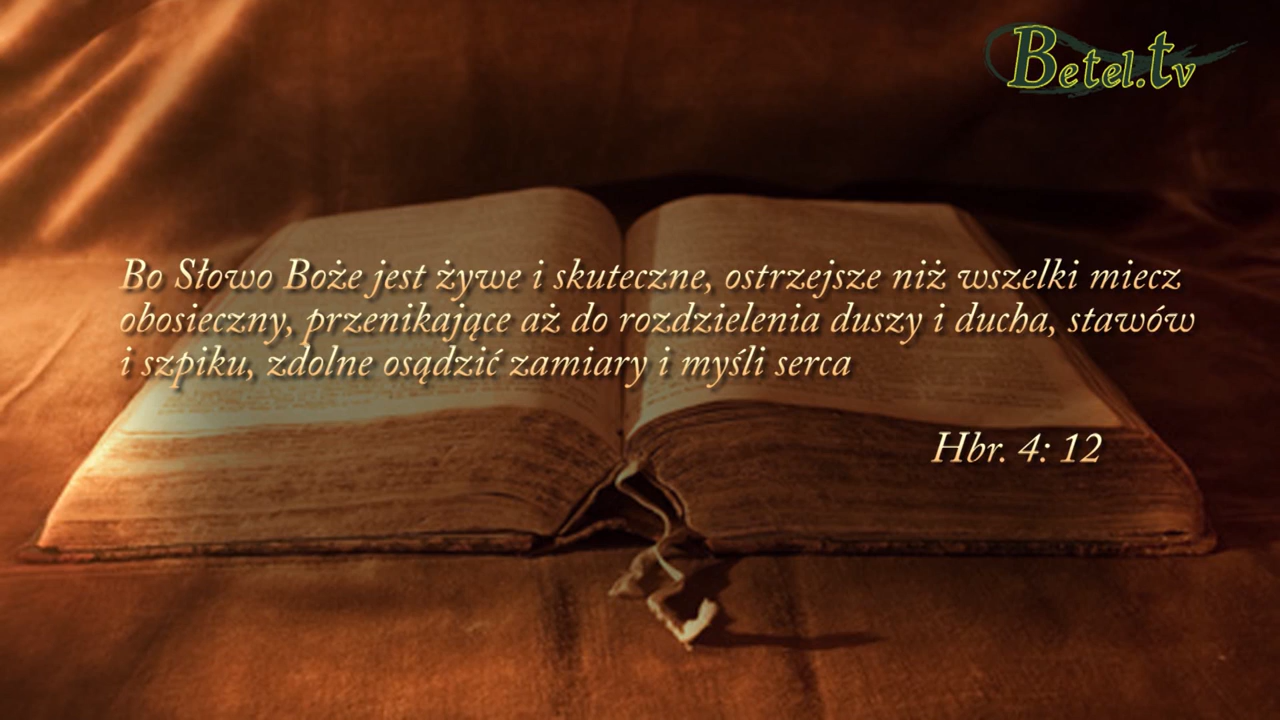 Betel.tv
Bo Słowo Boże jest żywe i skuteczne, ostrzejsze niż wszelki miecz
obosieczny, przenikające aż do rozdzielenia duszy i ducha, stawów
i szpiku, zdolne osądzić zamiary i myśli serca
Hbr. 4: 12